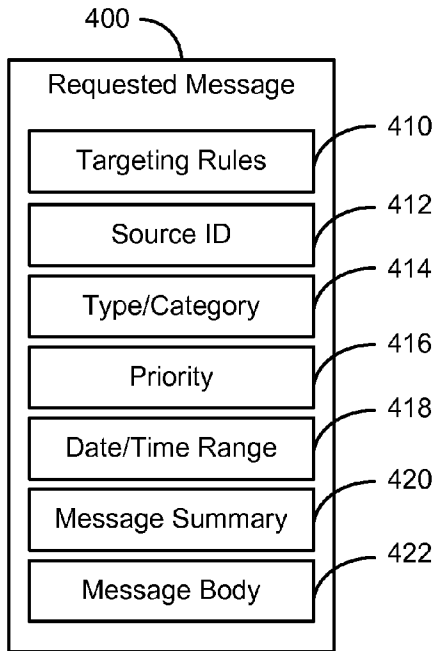 400
Requested Message
Targeting Rules
410
Source ID
412
Type/Category
414
Priority
416
Date/Time Range
418
Message Summary
420
Message Body
422